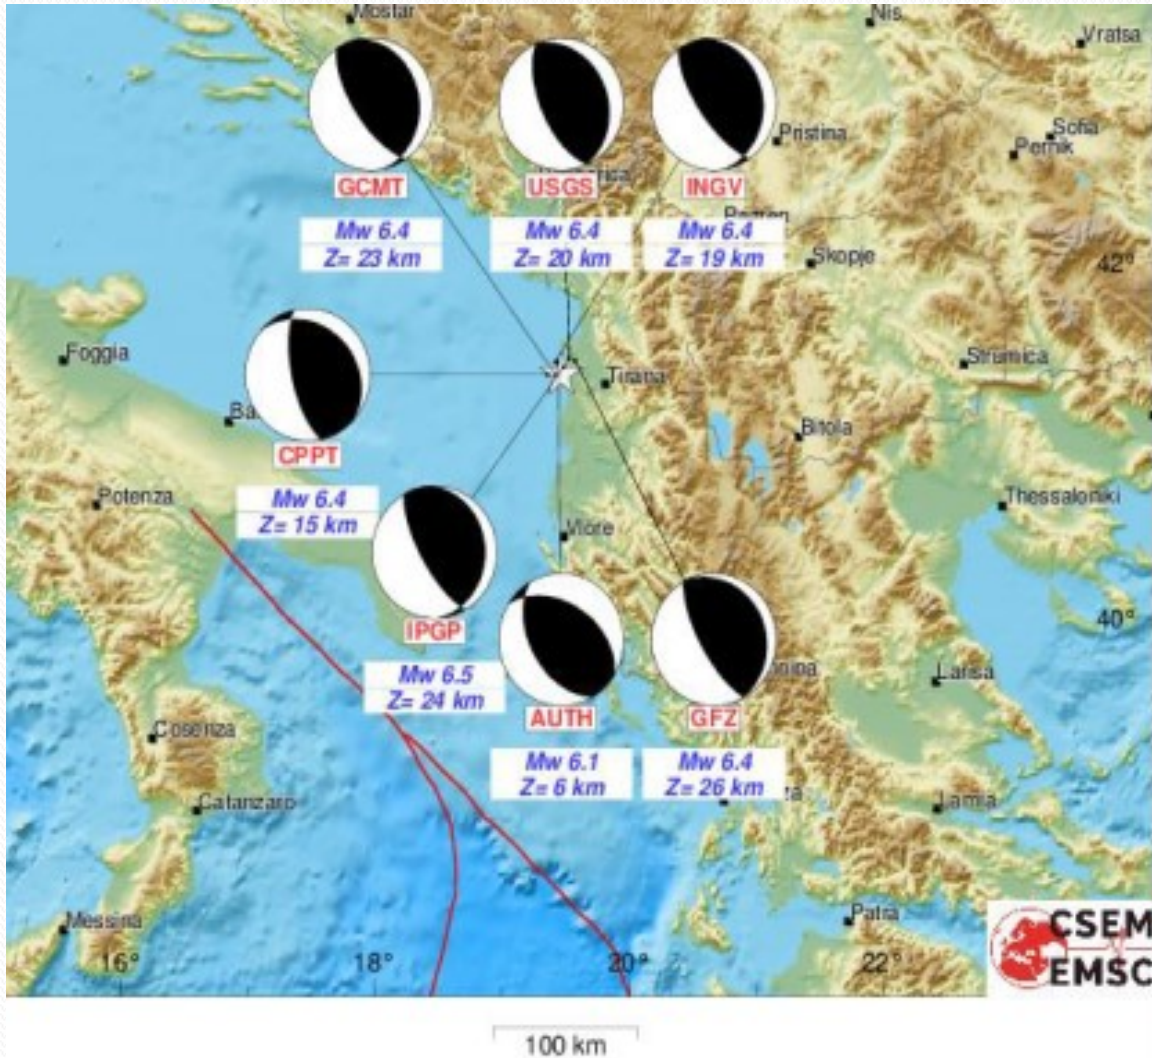 Mostar
Nis
Vratsa
Pristina
Sofia
Pernik
GCMT
USGS
INGV
Mw 6.4
Z= 23 km
Mw 6.4
Z= 20 km
Mw 6.4
Z= 19 km
Skopje
42°
Foggia
Tirana
Strumica
Bitola
CPPT
Mw 6.4
Z= 15 km
Potenza
Vlore
Thessaloniki
IPGP
40°
Mw 6.5
Z= 24 km
Larisa
AUTH
GFZ
Cosenza
Mw 6.1
Z= 6 km
Mw 6.4
Z= 26 km
Catanzaro
Lamia
Messina
Patra
16°
18°
20°
22°
CSEM
EMSC
100 km